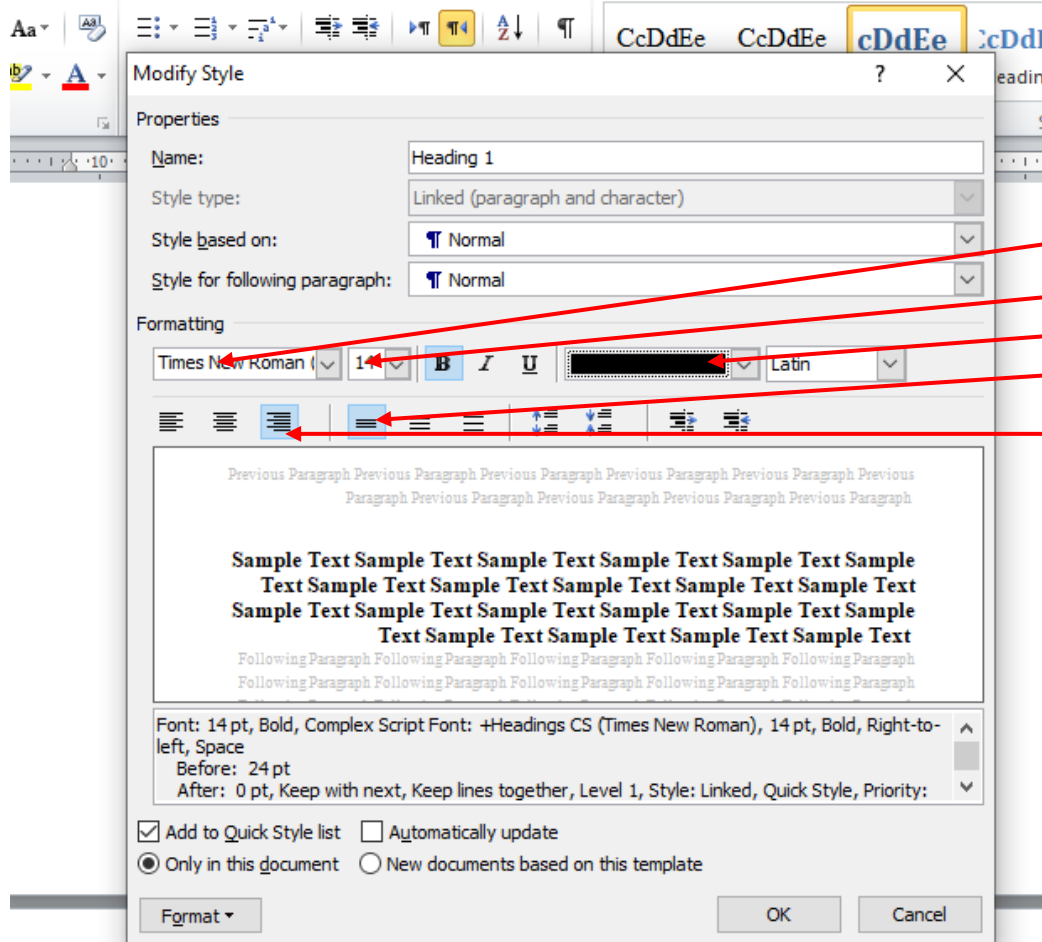 Aa
CcDdEe CcDdEe cDdEe
Modify Style ? X
Properties
·10·
Name: Heading 1
Style type: Linked (paragraph and character)
Style based on: ¶ Normal
Style for following paragraph: ¶ Normal
Formatting
Times New Roman ( 14 B I U Latin
Previous Paragraph Previous Paragraph Previous Paragraph Previous Paragraph Previous Paragraph Previous
Paragraph Previous Paragraph Previous Paragraph Previous Paragraph Previous Paragraph
Sample Text Sample Text Sample Text Sample Text Sample Text Sample
Text Sample Text Sample Text Sample Text Sample Text Sample Text
Sample Text Sample Text Sample Text Sample Text Sample Text Sample
Text Sample Text Sample Text Sample Text Sample Text
Following Paragraph Following Paragraph Following Paragraph Following Paragraph Following Paragraph
Following Paragraph Following Paragraph Following Paragraph Following Paragraph Following Paragraph
Font: 14 pt, Bold, Complex Script Font: +Headings CS (Times New Roman), 14 pt, Bold, Right-to-
left, Space
Before: 24 pt
After: 0 pt, Keep with next, Keep lines together, Level 1, Style: Linked, Quick Style, Priority:
Add to Quick Style list Automatically update
Only in this document New documents based on this template
Format OK Cancel